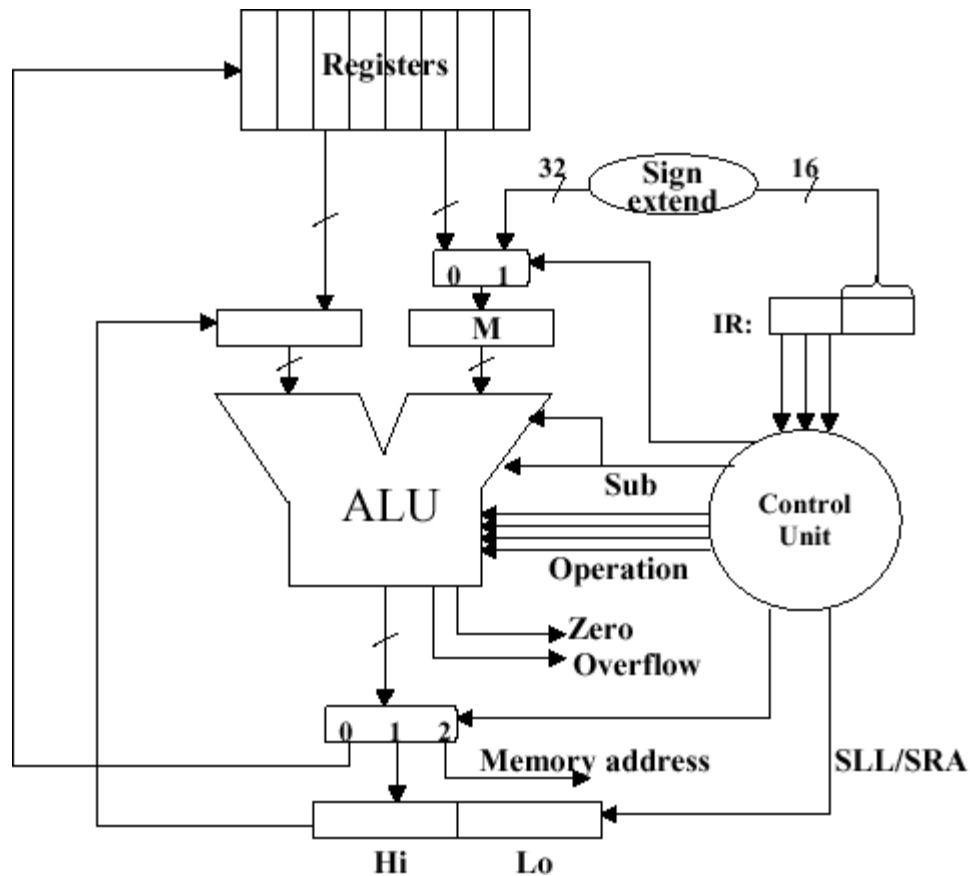 Registers
32
Sign
extend
16
0 1
M
IR:
ALU
Sub
Control
Unit
Operation
Zero
Overflow
0 1 2
Memory address
SLL/SRA
Hi
Lo